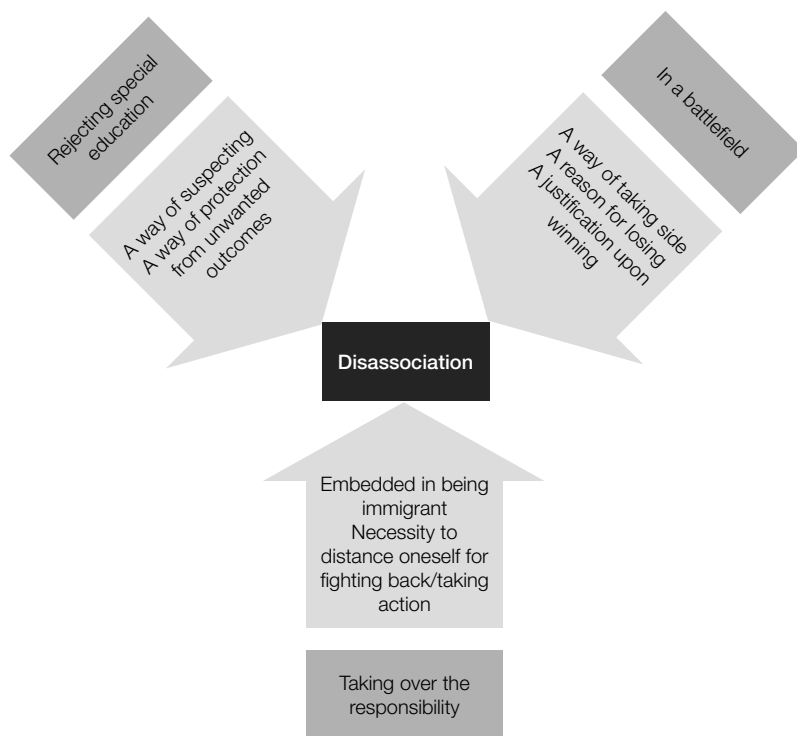 Rejecting special
education
A way of suspecting
A way of protection
from unwanted
outcomes
In a battlefield
A way of taking side
A reason for losing
A justification upon
winning
Disassociation
Embedded in being
immigrant
Necessity to
distance oneself for
fighting back/taking
action
Taking over the
responsibility